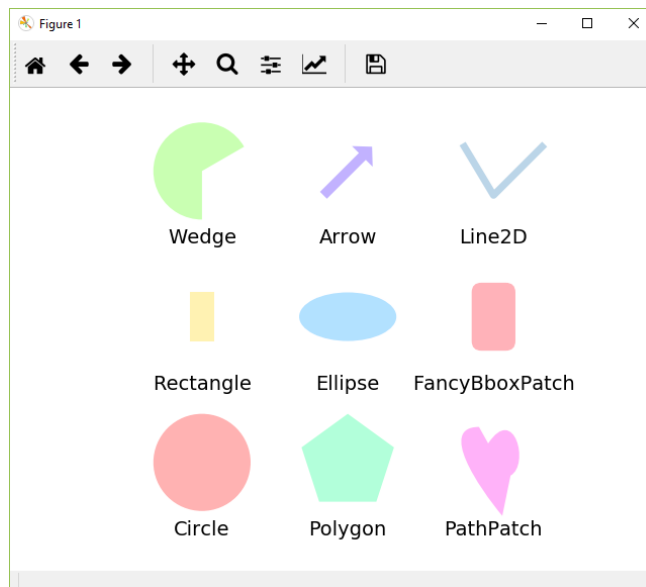 Figure 1
Wedge Arrow Line2D
Rectangle Ellipse FancyBboxPatch
Circle Polygon PathPatch